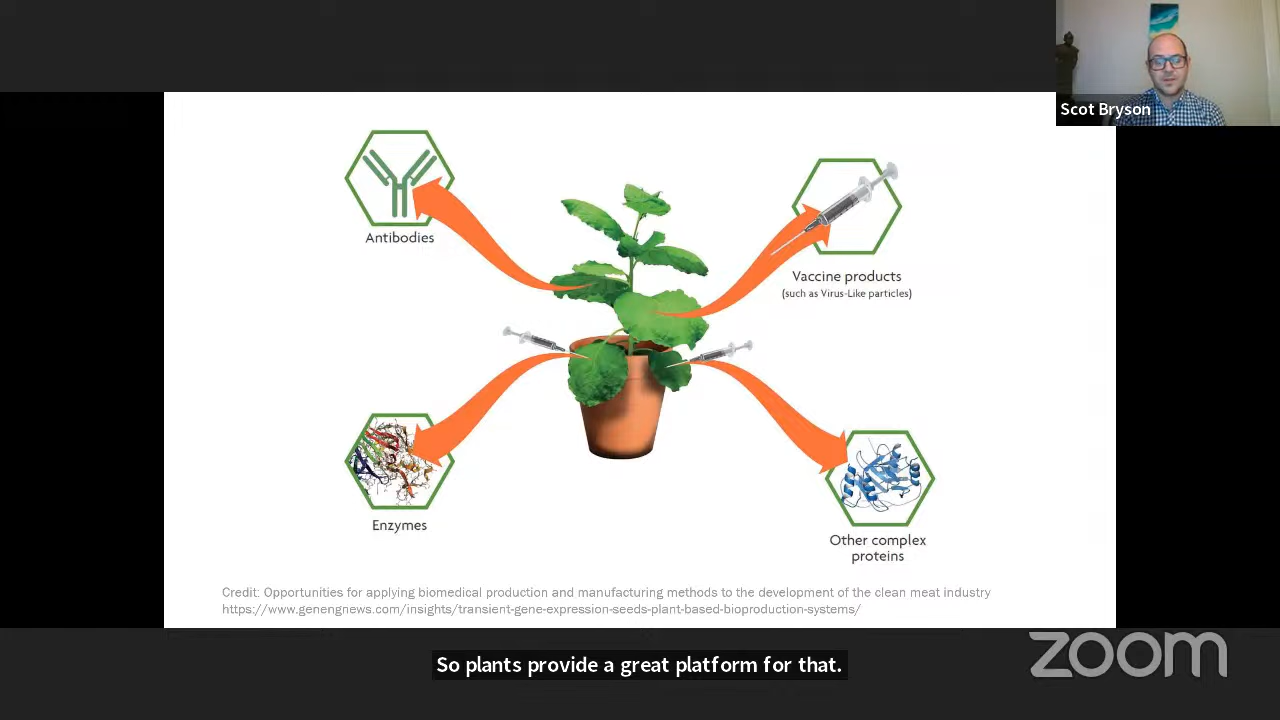 Scot Bryson
Antibodies
Vaccine products
(such as Virus-Like particles)
Enzymes
Other complex
proteins
Credit: Opportunities for applying biomedical production and manufacturing methods to the development of the clean meat industry
https://www.genengnews.com/insights/transient-gene-expression-seeds-plant-based-bioproduction-systems/
So plants provide a great platform for that.
zoom